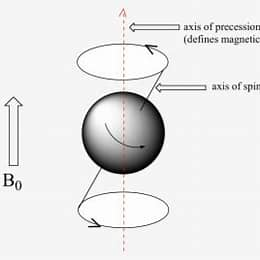 axis of precession
(defines magnetic
axis of spin
B₀